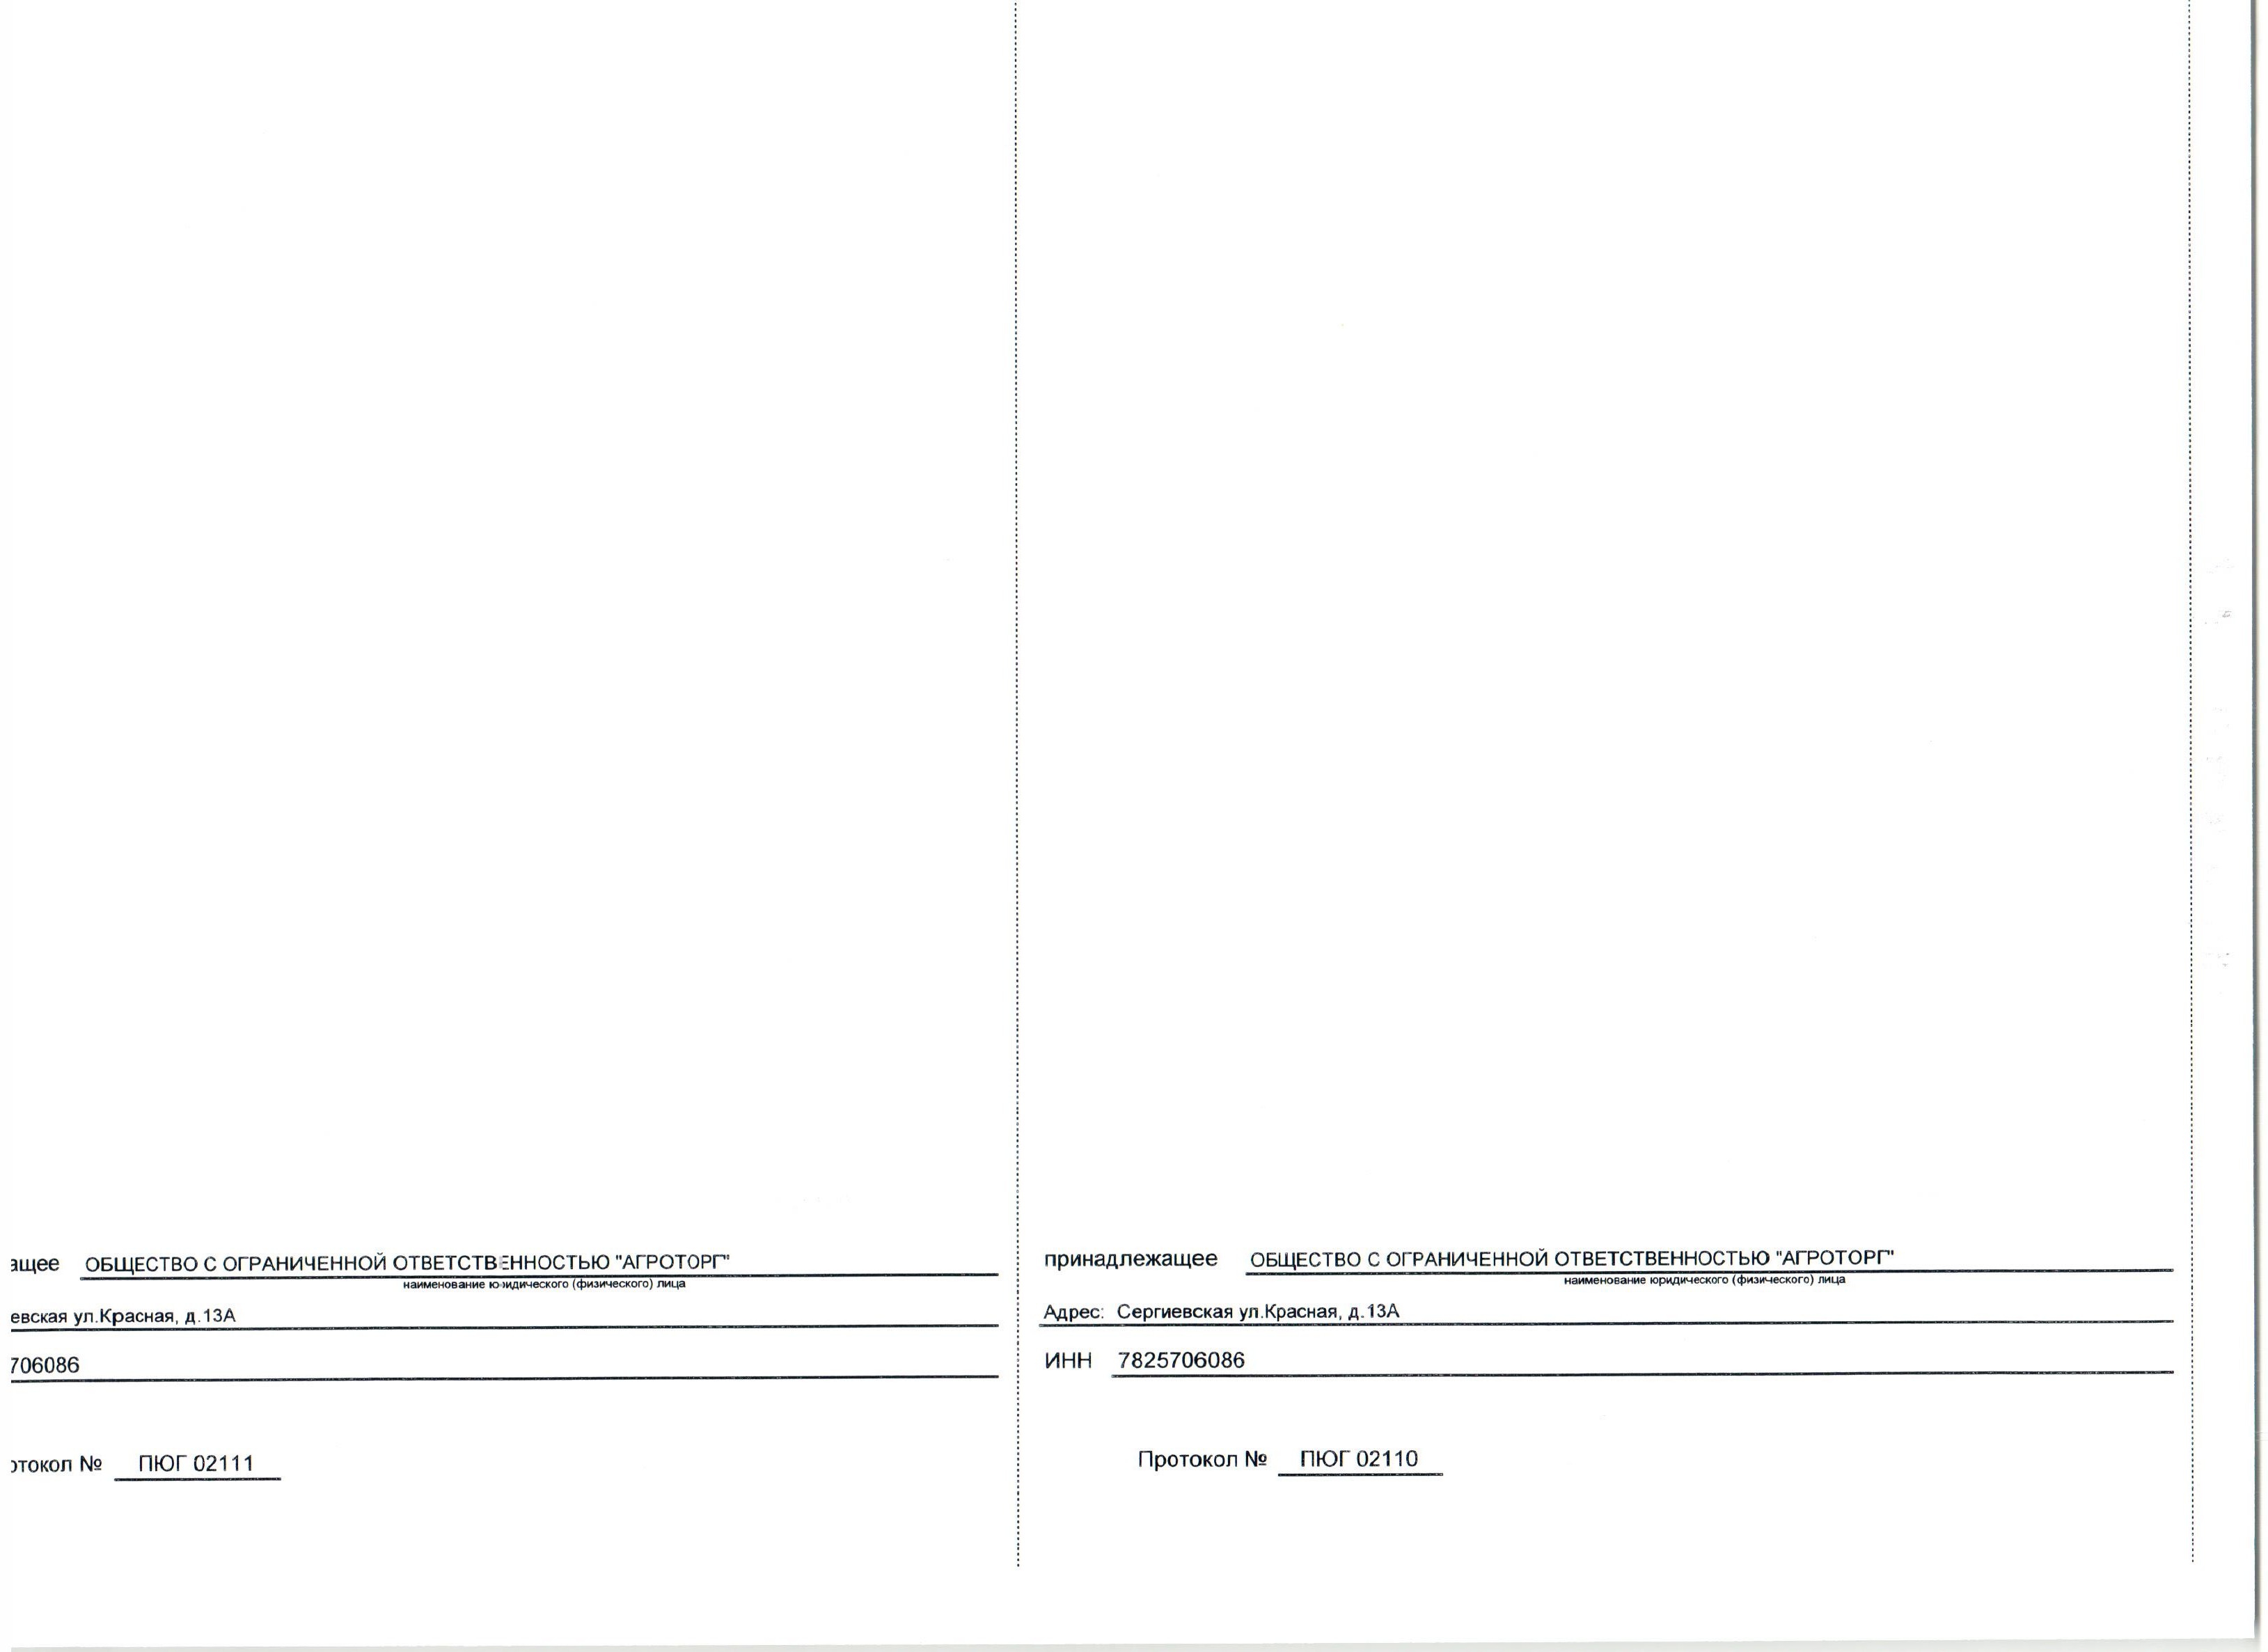 ащее ОБЩЕСТВО С ОГРАНИЧЕННОЙ ОТВЕТСТВЕННОСТЬЮ "АГРОТОРГ"
наименование юридического (физического) лица
евская ул.Красная, д.13А
706086
отокол № ПЮГ 02111
принадлежащее ОБЩЕСТВО С ОГРАНИЧЕННОЙ ОТВЕТСТВЕННОСТЬЮ "АГРОТОРГ"
наименование юридического (физического) лица
Адрес: Сергиевская ул.Красная, д.13А
ИНН 7825706086
Протокол № ПЮГ 02110